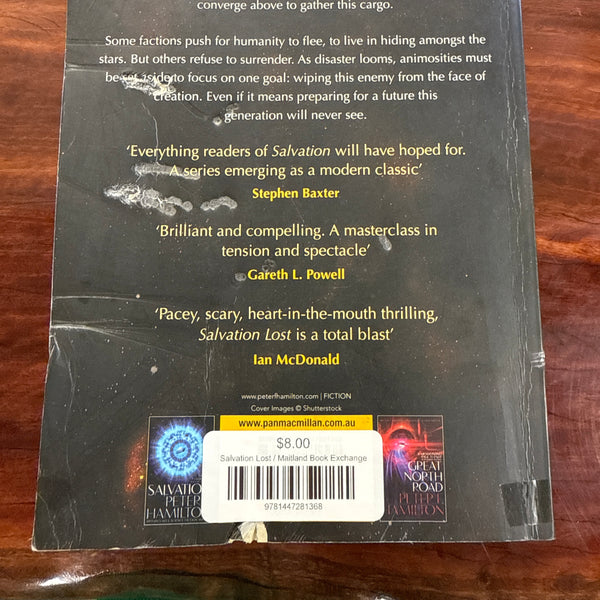 converge above to gather this cargo.
Some factions push for humanity to flee, to live in hiding amongst the
stars. But others refuse to surrender. As disaster looms, animosities must
be set aside to focus on one goal: wiping this enemy from the face of
creation. Even if it means preparing for a future this
generation will never see.
‘Everything readers of Salvation will have hoped for.
A series emerging as a modern classic’
Stephen Baxter
‘Brilliant and compelling. A masterclass in
tension and spectacle’
Gareth L. Powell
‘Pacey, scary, heart-in-the-mouth thrilling,
Salvation Lost is a total blast’
Ian McDonald
www.peterfhamilton.com | FICTION
Cover Images © Shutterstock
www.panmacmillan.com.au
$8.00
Salvation Lost / Maitland Book Exchange
9781447281368
SALVATIO
PETER
HAMILTO
GREAT
NORTH
ROAD
PETER F.
HAMILTON